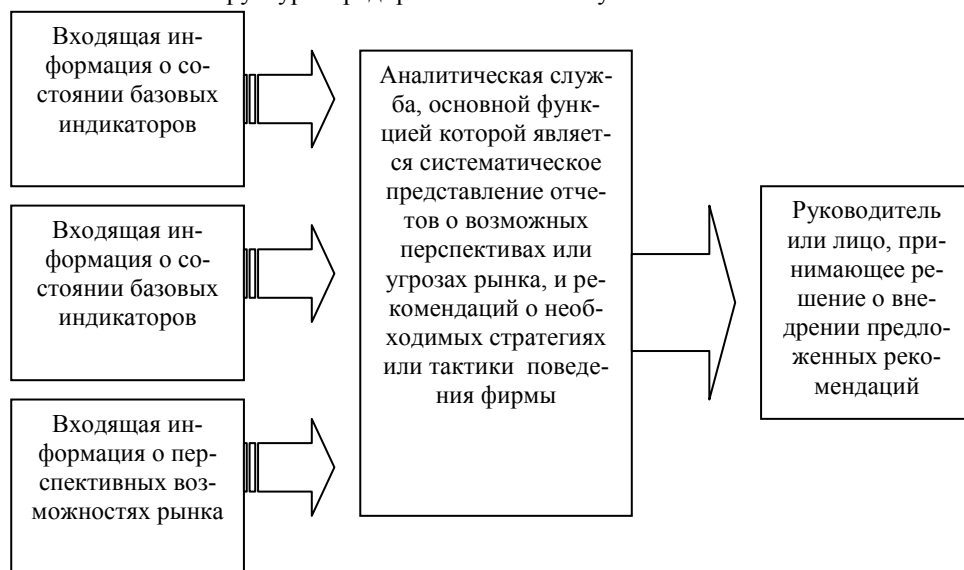 Входящая ин-
формация о со-
стоянии базовых
индикаторов
Входящая ин-
формация о со-
стоянии базовых
индикаторов
Входящая ин-
формация о пер-
спективных воз-
можностях рынка
Аналитическая служ-
ба, основной функ-
цией которой являет-
ся систематическое
представление отче-
тов о возможных
перспективах или
угрозах рынка, и ре-
комендаций о необ-
ходимых стратегиях
или тактики поведе-
ния фирмы
Руководитель
или лицо, при-
нимающее ре-
шение о вне-
дрении предло-
женных реко-
мендаций